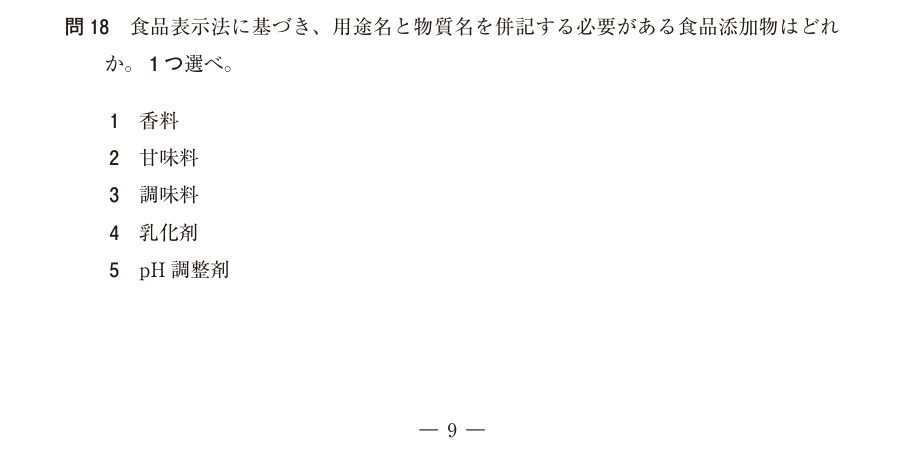 問 18　食品表示法に基づき、用途名と物質名を併記する必要がある食品添加物はどれ
か。１つ選べ。
1　香料
2　甘味料
3　調味料
4　乳化剤
5　pH 調整剤
― 9 ―